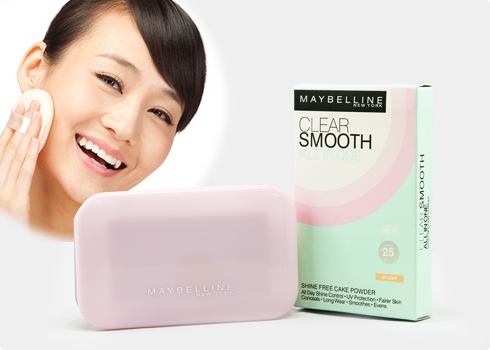 MAYBELLINE
NEW YORK
CLEAR
SMOOTH
ALL IN ONE
CLEAR SMOOTH
ALL IN ONE
NEW
25
SHINE FREE CAKE POWDER
All Day Shine Control • UV Protection • Fairer Skin
Conceals • Long Wear • Smoothes • Evens
MAYBELLINE
NEW YORK